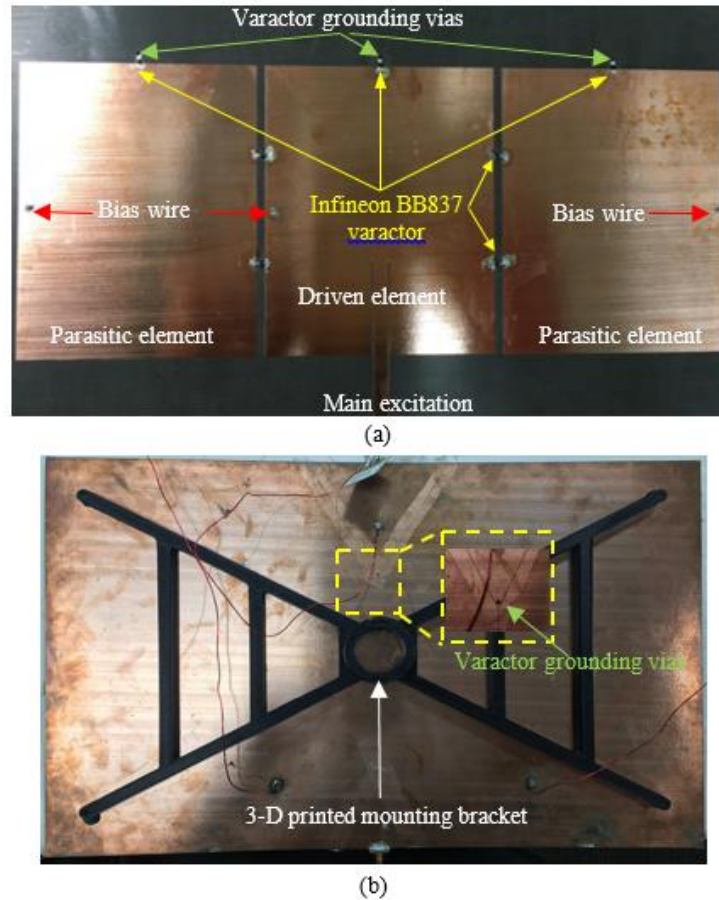 Varactor grounding vias
Bias wire
Infineon BB837
varactor
Bias wire
Driven element
Parasitic element
Parasitic element
Main excitation
(a)
Varactor grounding vias
3-D printed mounting bracket
(b)